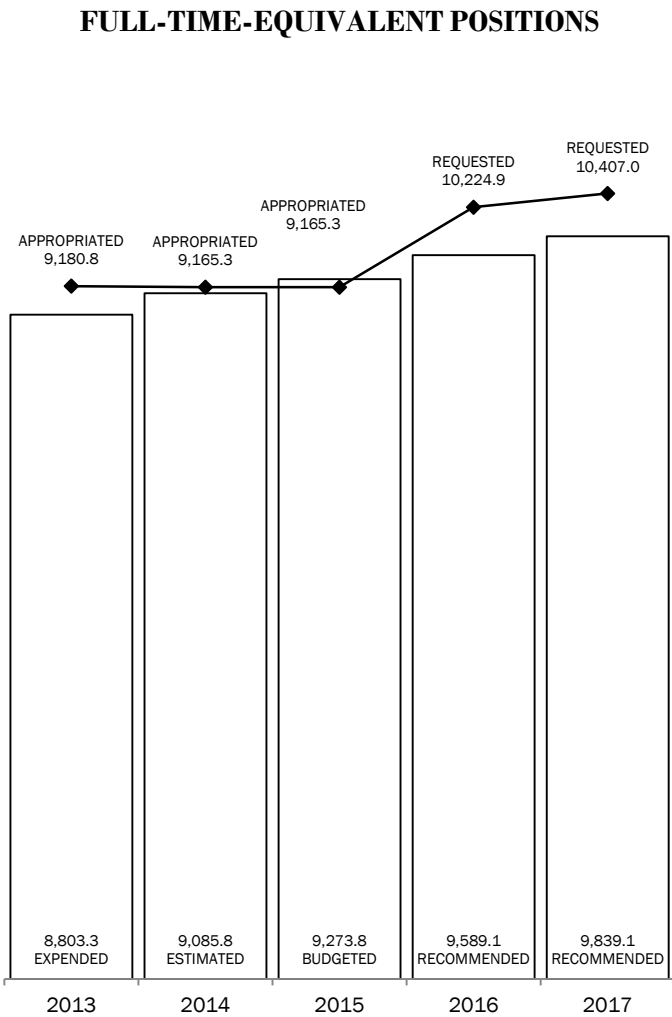 FULL-TIME-EQUIVALENT POSITIONS
REQUESTED
10,407.0
REQUESTED
10,224.9
APPROPRIATED
9,165.3
APPROPRIATED
9,180.8
APPROPRIATED
9,165.3
8,803.3
EXPENDED
9,085.8
ESTIMATED
9,273.8
BUDGETED
9,589.1
RECOMMENDED
9,839.1
RECOMMENDED
2013
2014
2015
2016
2017